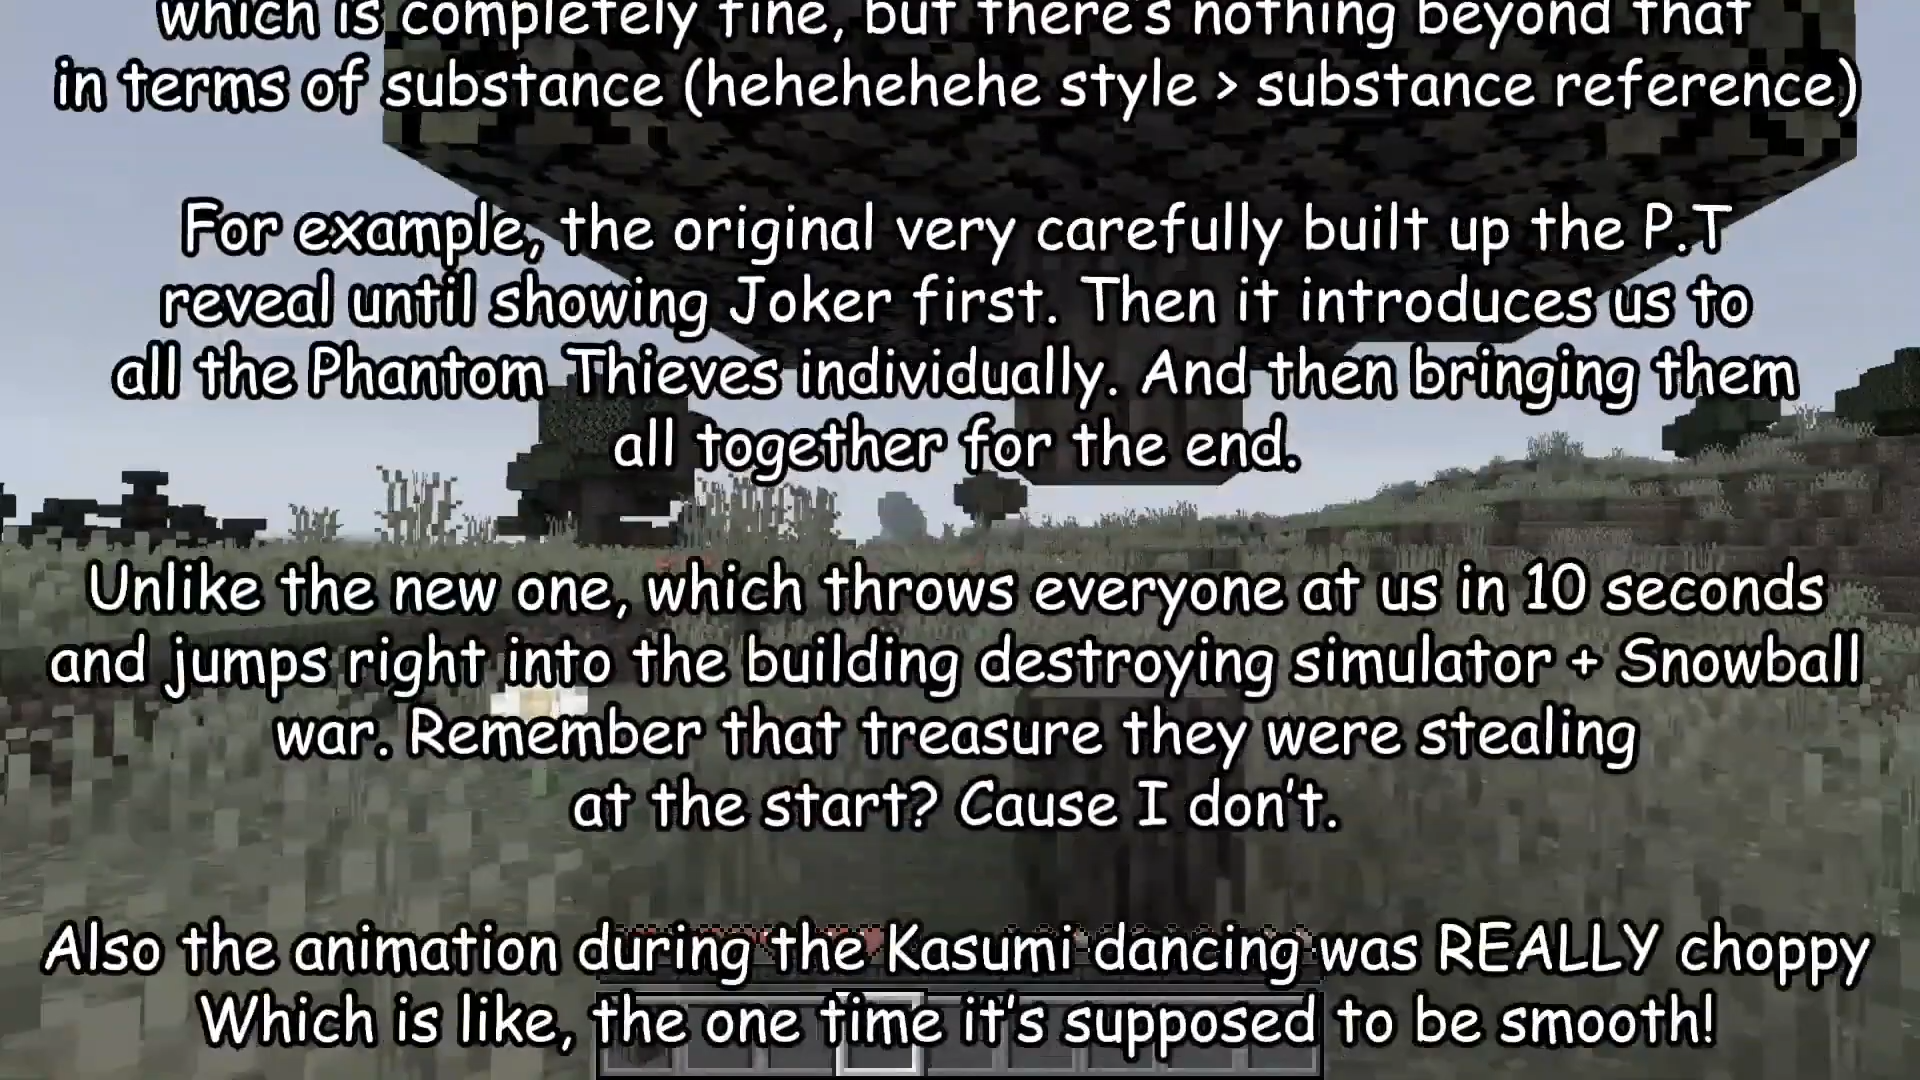 which is completely fine, but there's nothing beyond that
in terms of substance (hehehehehe style > substance reference)
For example, the original very carefully built up the P.T
reveal until showing Joker first. Then it introduces us to
all the Phantom Thieves individually. And then bringing them
all together for the end.
Unlike the new one, which throws everyone at us in 10 seconds
and jumps right into the building destroying simulator + Snowball
war. Remember that treasure they were stealing
at the start? Cause I don't.
Also the animation during the Kasumi dancing was REALLY choppy
Which is like, the one time it's supposed to be smooth!